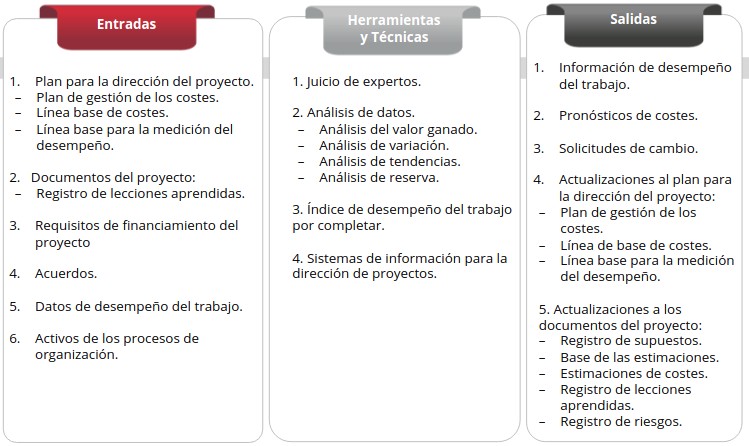 Entradas
1. Plan para la dirección del proyecto.
– Plan de gestión de los costes.
– Línea base de costes.
– Línea base para la medición del
desempeño.
2. Documentos del proyecto:
– Registro de lecciones aprendidas.
3. Requisitos de financiamiento del
proyecto
4. Acuerdos.
5. Datos de desempeño del trabajo.
6. Activos de los procesos de
organización.
Herramientas
y Técnicas
1. Juicio de expertos.
2. Análisis de datos.
– Análisis del valor ganado.
– Análisis de variación.
– Análisis de tendencias.
– Análisis de reserva.
3. Índice de desempeño del trabajo
por completar.
4. Sistemas de información para la
dirección de proyectos.
Salidas
1. Información de desempeño
del trabajo.
2. Pronósticos de costes.
3. Solicitudes de cambio.
4. Actualizaciones al plan para
la dirección del proyecto:
– Plan de gestión de los
costes.
– Línea de base de costes.
– Línea base para la medición
del desempeño.
5. Actualizaciones a los
documentos del proyecto:
– Registro de supuestos.
– Base de las estimaciones.
– Estimaciones de costes.
– Registro de lecciones
aprendidas.
– Registro de riesgos.